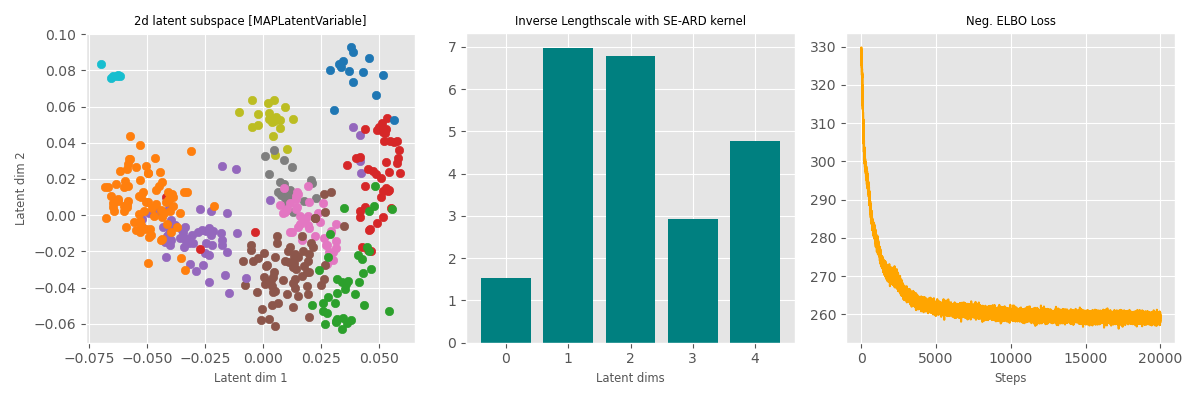 2d latent subspace [MAPLatentVariable]
0.10
0.08
0.06
0.04
0.02
0.00
−0.02
−0.04
−0.06
Latent dim 2
−0.075 −0.050 −0.025 0.000 0.025 0.050
Latent dim 1
Inverse Lengthscale with SE-ARD kernel
7
6
5
4
3
2
1
0
0 1 2 3 4
Latent dims
Neg. ELBO Loss
330
320
310
300
290
280
270
260
0 5000 10000 15000 20000
Steps